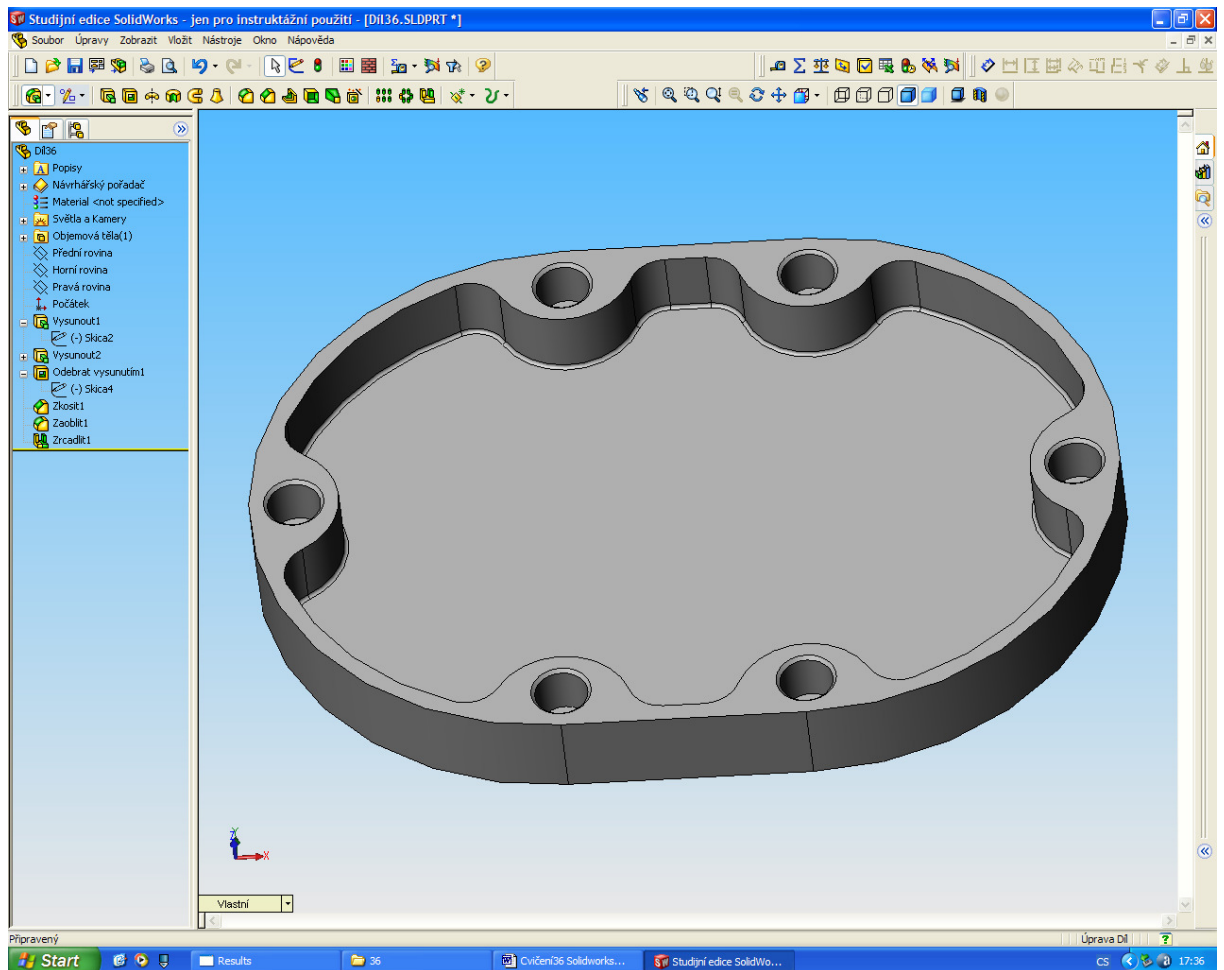 Studijní edice SolidWorks - jen pro instruktážní použití - [Díl36.SLDPRT *]
Soubor Úpravy Zobrazit Vložit Nástroje Okno Nápověda
Díl36
Popisy
Návrhářský pořadač
Material <not specified>
Světla a Kamery
Objemová těla(1)
Přední rovina
Horní rovina
Pravá rovina
Počátek
Vysunout1
(-) Skica2
Vysunout2
Odebrat vysunutím1
(-) Skica4
Zkosit1
Zaoblit1
Zrcadlit1
X
Vlastní
Připravený
Úprava Díl
Start
Results
36
Cvičení36 Solidworks...
Studijní edice SolidWo...
CS
17:36